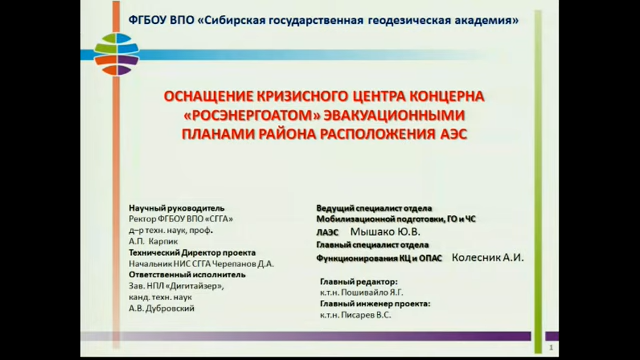 ФГБОУ ВПО «Сибирская государственная геодезическая академия»
ОСНАЩЕНИЕ КРИЗИСНОГО ЦЕНТРА КОНЦЕРНА
«РОСЭНЕРГОАТОМ» ЭВАКУАЦИОННЫМИ
ПЛАНАМИ РАЙОНА РАСПОЛОЖЕНИЯ АЭС
Научный руководитель
Ректор ФГБОУ ВПО «СГГА»
д–р техн. наук, проф.
А.П. Карпик
Технический Директор проекта
Начальник НИС СГГА Черепанов Д.А.
Ответственный исполнитель
Зав. НПЛ «Дигитайзер»,
канд. техн. наук
А.В. Дубровский
Ведущий специалист отдела
Мобилизационной подготовки, ГО и ЧС
ЛАЭС Мышако Ю.В.
Главный специалист отдела
Функционирования КЦ и ОПАС Колесник А.И.
Главный редактор:
к.т.н. Пошивайло Я.Г.
Главный инженер проекта:
к.т.н. Писарев В.С.
1